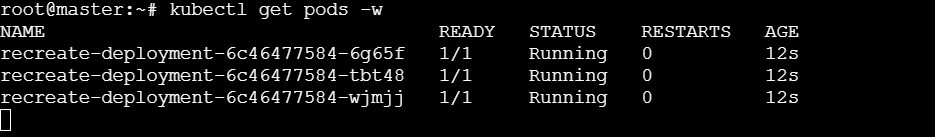 root@master:~# kubectl get pods -w
NAME READY STATUS RESTARTS AGE
recreate-deployment-6c46477584-6g65f 1/1 Running 0 12s
recreate-deployment-6c46477584-tbt48 1/1 Running 0 12s
recreate-deployment-6c46477584-wjmjj 1/1 Running 0 12s